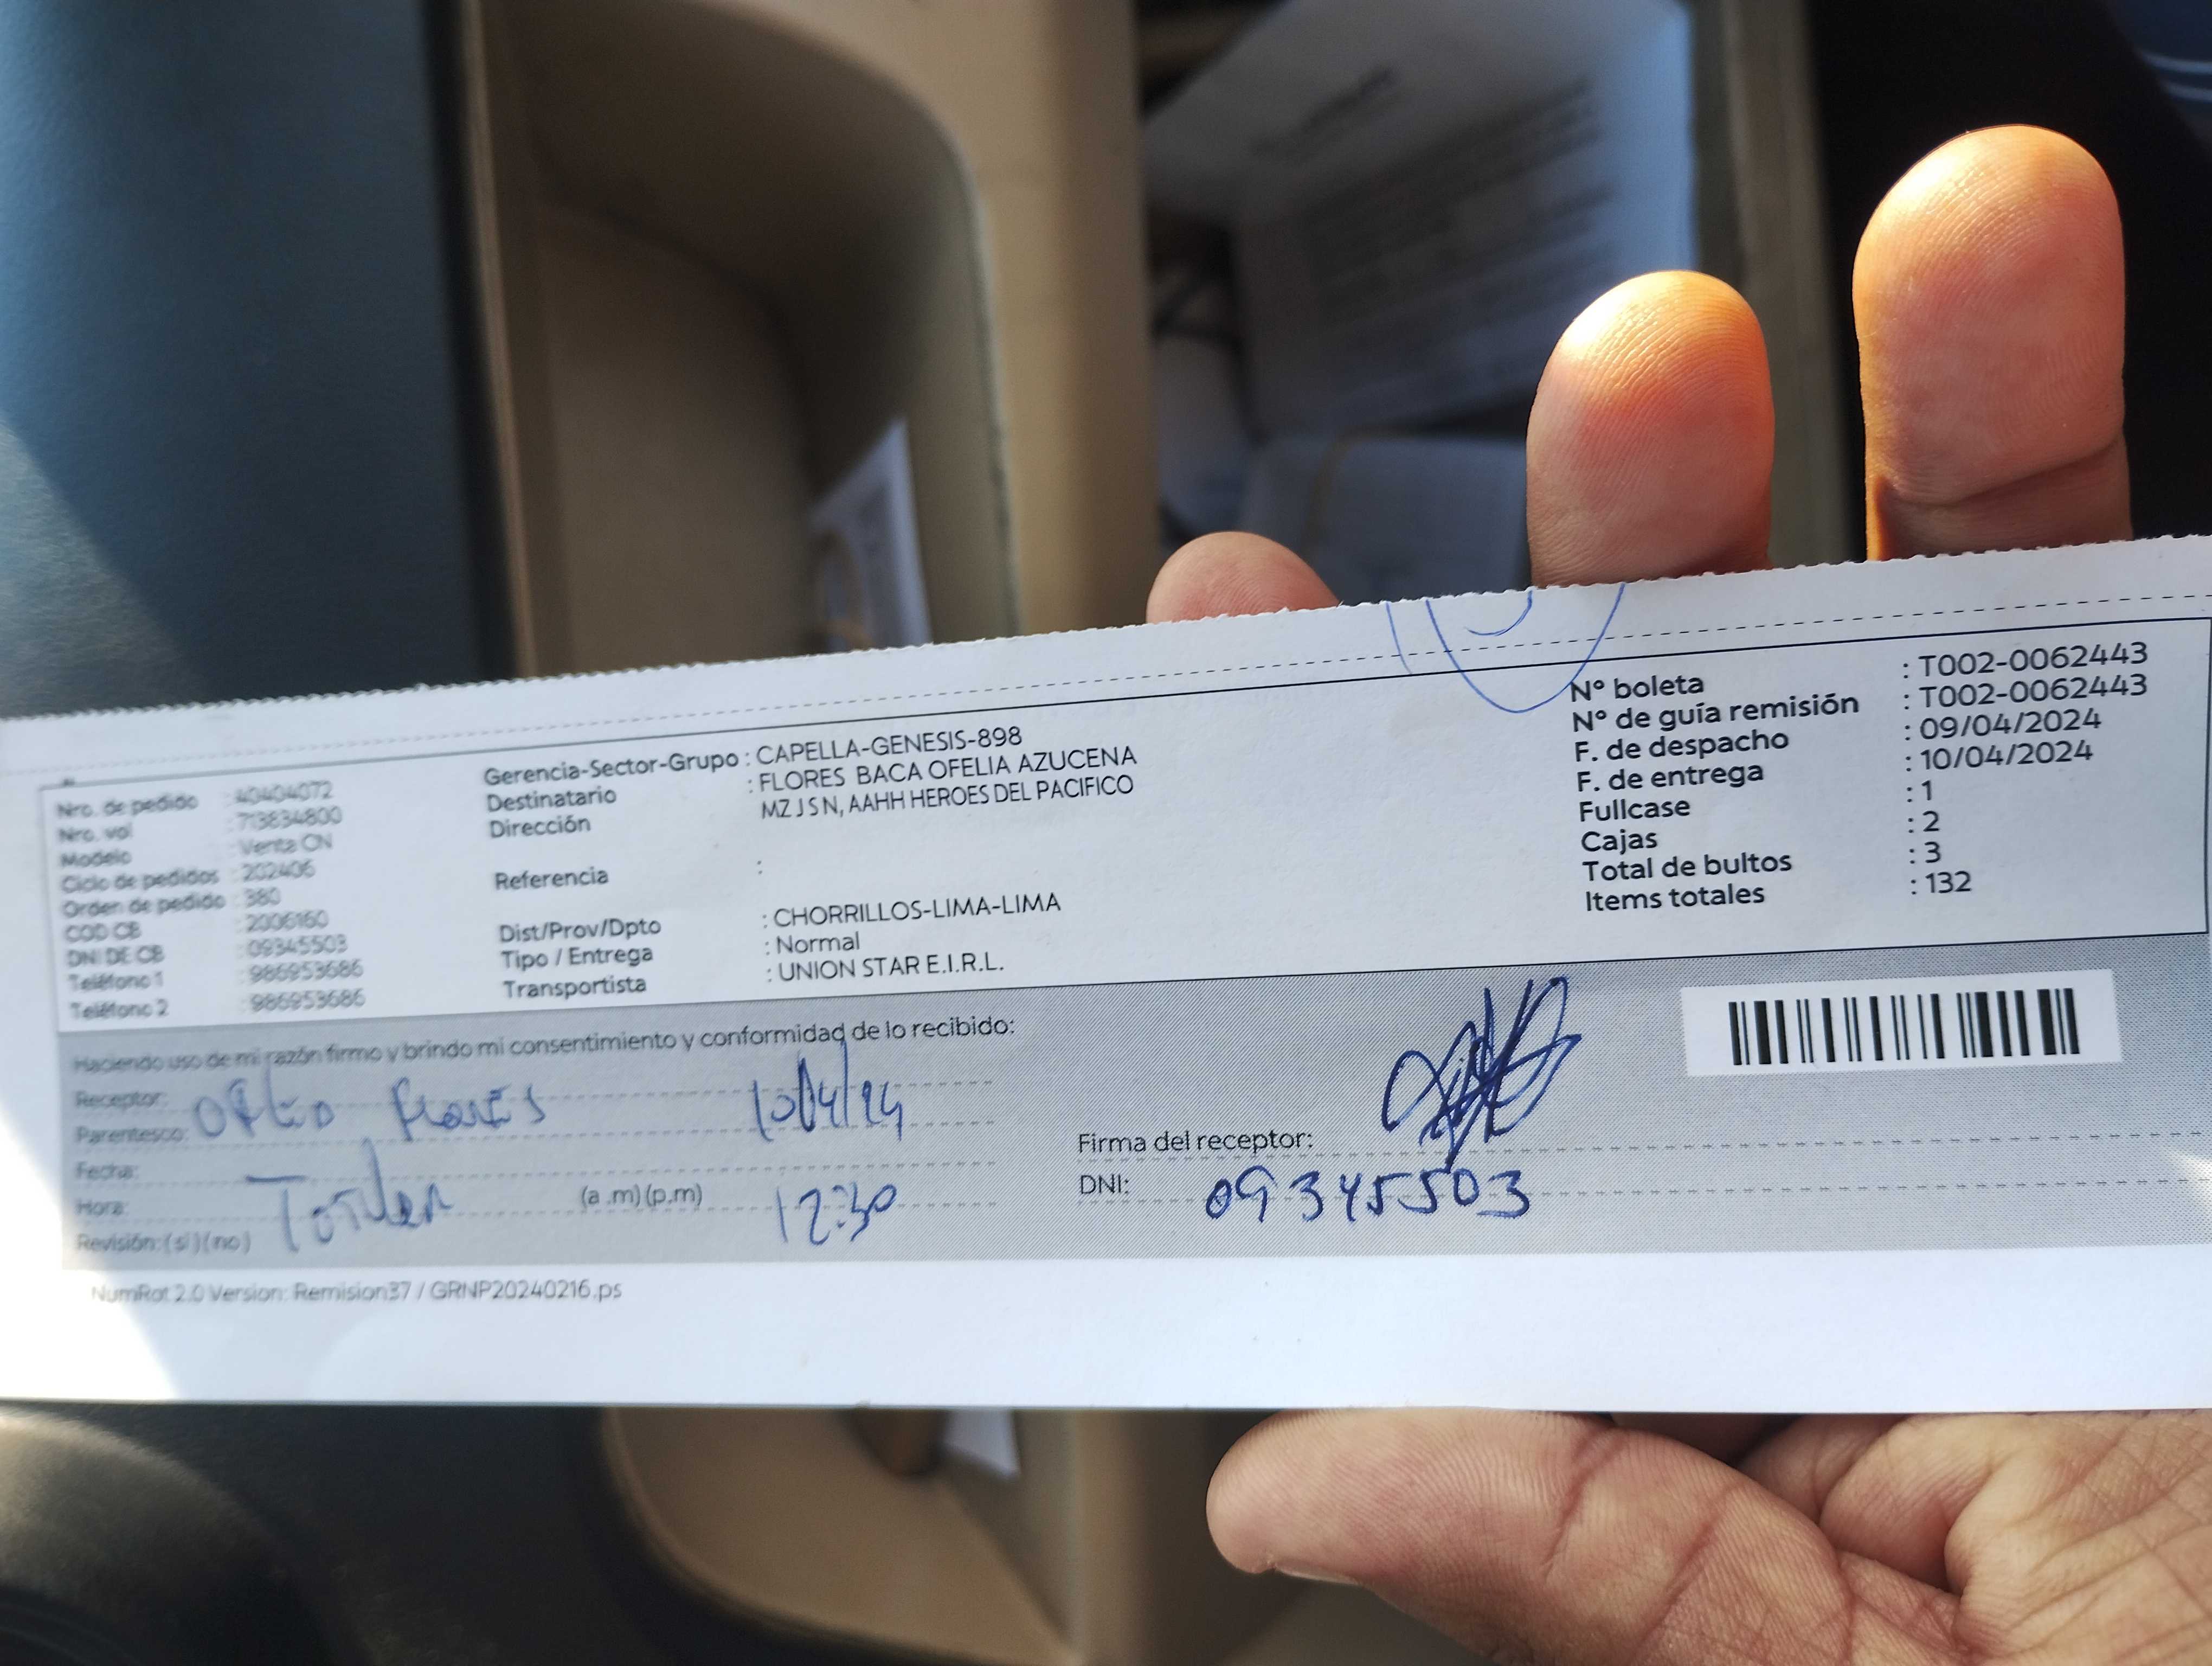 Nro. de pedido : 40404072
Nro. vol : 713834800
Modelo : Venta CN
Ciclo de pedidos : 202406
Orden de pedido : 380
COD CB : 2006160
DNI DE CB : 09345503
Teléfono 1 : 986953686
Teléfono 2 : 986953686
Gerencia-Sector-Grupo : CAPELLA-GENESIS-898
Destinatario : FLORES BACA OFELIA AZUCENA
Dirección MZ J S N, AAHH HEROES DEL PACIFICO
Referencia :
Dist/Prov/Dpto : CHORRILLOS-LIMA-LIMA
Tipo / Entrega : Normal
Transportista : UNION STAR E.I.R.L.
N° boleta : T002-0062443
N° de guía remisión : T002-0062443
F. de despacho : 09/04/2024
F. de entrega : 10/04/2024
Fullcase : 1
Cajas : 2
Total de bultos : 3
Items totales : 132
Haciendo uso de mi razón firmo y brindo mi consentimiento y conformidad de lo recibido:
Receptor:
Parentesco: 10/4/24
Fecha:
Hora: (a .m) (p.m) 12:30
Revisión: (si) (no)
Firma del receptor:
DNI: 09345503
NumRot 2.0 Version: Remision37 / GRNP20240216.ps